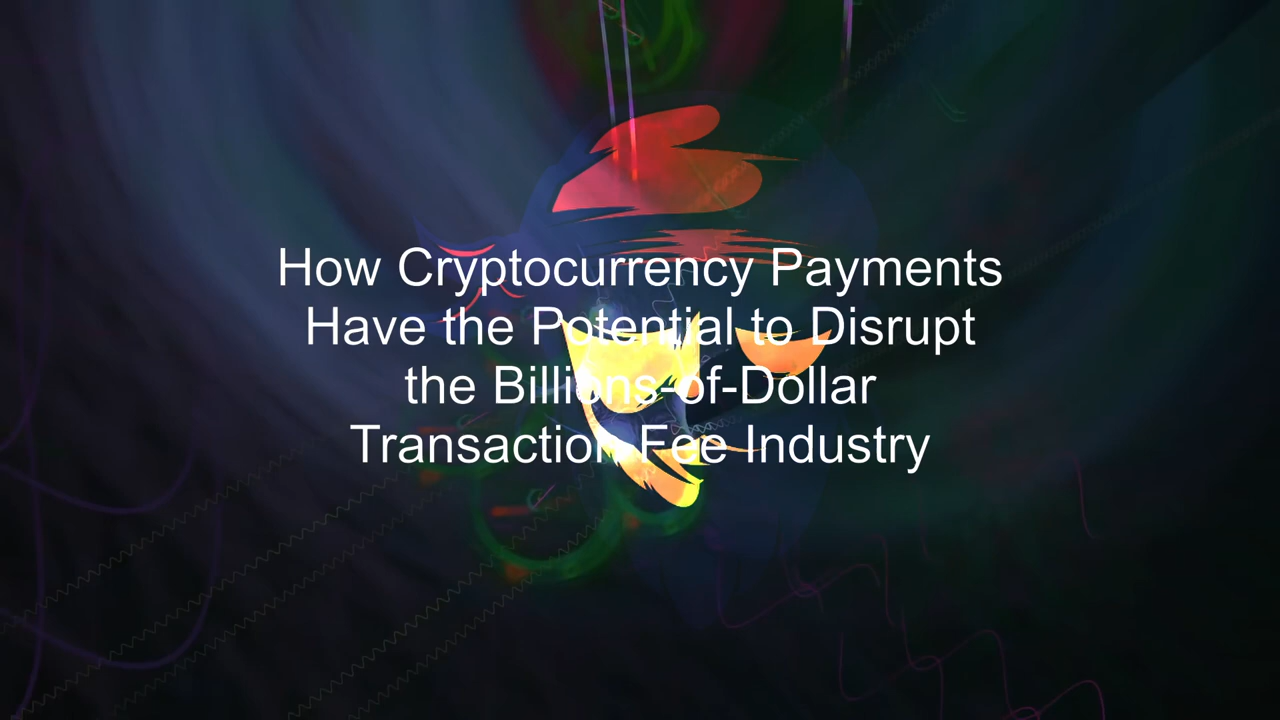 How Cryptocurrency Payments
Have the Potential to Disrupt
the Billions-of-Dollar
Transaction Fee Industry